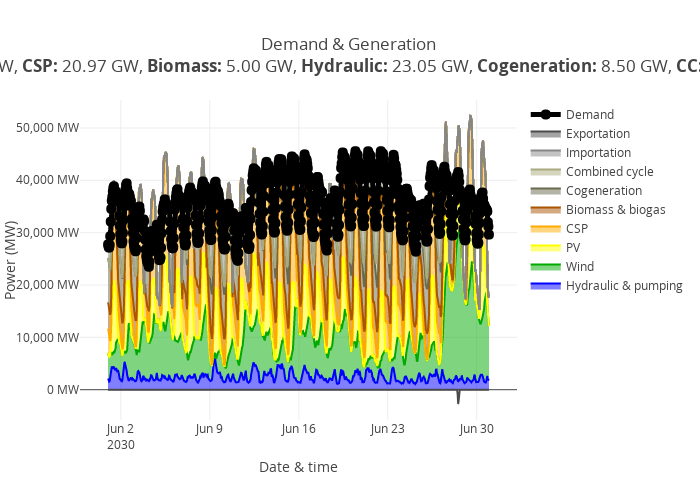 Demand & Generation
W, CSP: 20.97 GW, Biomass: 5.00 GW, Hydraulic: 23.05 GW, Cogeneration: 8.50 GW, CC:
50,000 MW
40,000 MW
30,000 MW
20,000 MW
10,000 MW
0 MW
Power (MW)
Jun 2
2030
Jun 9
Jun 16
Jun 23
Jun 30
Date & time
Demand
Exportation
Importation
Combined cycle
Cogeneration
Biomass & biogas
CSP
PV
Wind
Hydraulic & pumping